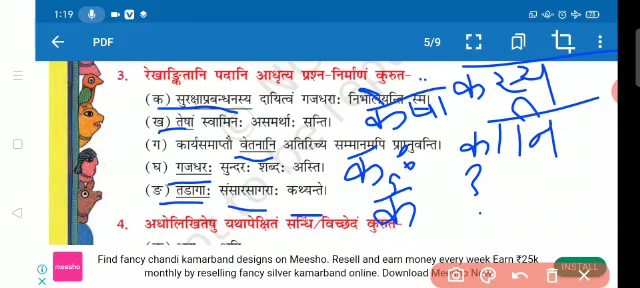 1:19
73
PDF
5/9
3. रेखाङ्कितानि पदानि आधृत्य प्रश्न-निर्माणं कुरुत-
(क) सुरक्षाप्रबन्धनस्य दायित्वं गजधराः निभालयन्ति स्म।
कस्य
(ख) तेषां स्वामिनः असमर्थाः सन्ति।
केषां
(ग) कार्यसमाप्तौ वेतनानि अतिरिच्य सम्मानमपि प्राप्नुवन्ति।
कानि
(घ) गजधरः सुन्दरः शब्दः अस्ति।
कः
?
(ङ) तडागाः संसारसागराः कथ्यन्ते।
के
4. अधोलिखितेषु यथापेक्षितं सन्धिं/विच्छेदं कुरुत-
meesho
Find fancy chandi kamarband designs on Meesho. Resell and earn money every week Earn ₹25k
monthly by reselling fancy silver kamarband online. Download Meesho Now.
INSTALL